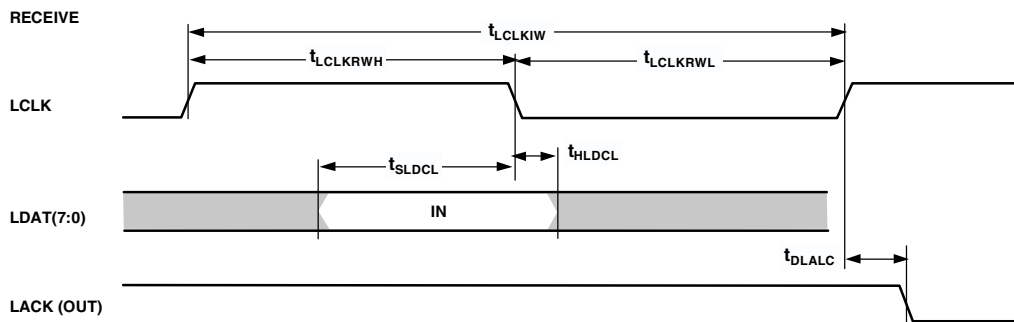 RECEIVE
tLCLKIW
tLCLKRWH
tLCLKRWL
LCLK
tHLDCL
tSLDCL
LDAT(7:0)
IN
tDLALC
LACK (OUT)